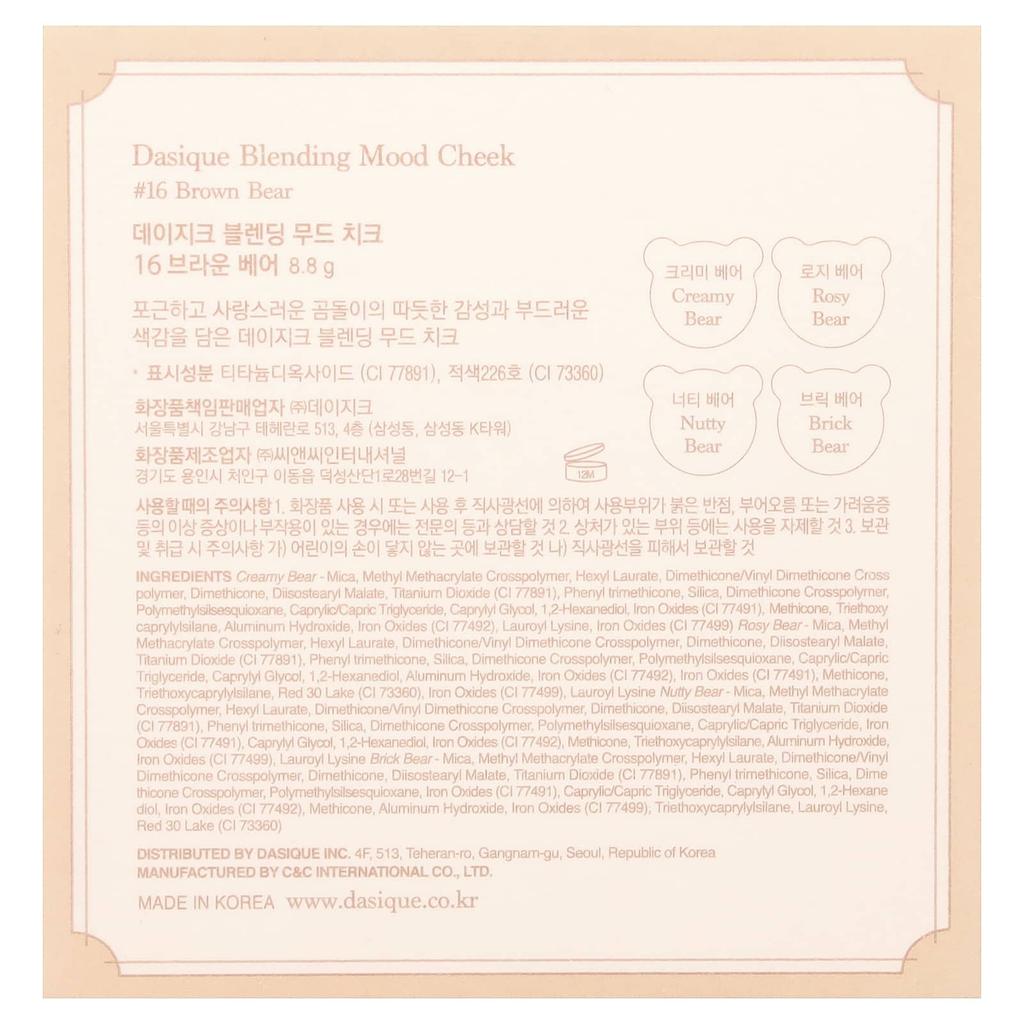 Dasique Blending Mood Cheek
#16 Brown Bear
데이지크 블렌딩 무드 치크
16 브라운 베어 8.8 g
포근하고 사랑스러운 곰돌이의 따듯한 감성과 부드러운
색감을 담은 데이지크 블렌딩 무드 치크
* 표시성분 티타늄디옥사이드 (CI 77891), 적색226호 (CI 73360)
화장품책임판매업자 ㈜데이지크
서울특별시 강남구 테헤란로 513, 4층 (삼성동, 삼성동 K타워)
화장품제조업자 ㈜씨앤씨인터내셔널
경기도 용인시 처인구 이동읍 덕성산단1로28번길 12-1
12M
크리미 베어
Creamy
Bear
로지 베어
Rosy
Bear
너티 베어
Nutty
Bear
브릭 베어
Brick
Bear
사용할 때의 주의사항 1. 화장품 사용 시 또는 사용 후 직사광선에 의하여 사용부위가 붉은 반점, 부어오름 또는 가려움증
등의 이상 증상이나 부작용이 있는 경우에는 전문의 등과 상담할 것 2. 상처가 있는 부위 등에는 사용을 자제할 것 3. 보관
및 취급 시 주의사항 가) 어린이의 손이 닿지 않는 곳에 보관할 것 나) 직사광선을 피해서 보관할 것
INGREDIENTS Creamy Bear - Mica, Methyl Methacrylate Crosspolymer, Hexyl Laurate, Dimethicone/Vinyl Dimethicone Cross
polymer, Dimethicone, Diisostearyl Malate, Titanium Dioxide (CI 77891), Phenyl trimethicone, Silica, Dimethicone Crosspolymer,
Polymethylsilsesquioxane, Caprylic/Capric Triglyceride, Caprylyl Glycol, 1,2-Hexanediol, Iron Oxides (CI 77491), Methicone, Triethoxy
caprylylsilane, Aluminum Hydroxide, Iron Oxides (CI 77492), Lauroyl Lysine, Iron Oxides (CI 77499) Rosy Bear - Mica, Methyl
Methacrylate Crosspolymer, Hexyl Laurate, Dimethicone/Vinyl Dimethicone Crosspolymer, Dimethicone, Diisostearyl Malate,
Titanium Dioxide (CI 77891), Phenyl trimethicone, Silica, Dimethicone Crosspolymer, Polymethylsilsesquioxane, Caprylic/Capric
Triglyceride, Caprylyl Glycol, 1,2-Hexanediol, Aluminum Hydroxide, Iron Oxides (CI 77492), Iron Oxides (CI 77491), Methicone,
Triethoxycaprylylsilane, Red 30 Lake (CI 73360), Iron Oxides (CI 77499), Lauroyl Lysine Nutty Bear - Mica, Methyl Methacrylate
Crosspolymer, Hexyl Laurate, Dimethicone/Vinyl Dimethicone Crosspolymer, Dimethicone, Diisostearyl Malate, Titanium Dioxide
(CI 77891), Phenyl trimethicone, Silica, Dimethicone Crosspolymer, Polymethylsilsesquioxane, Caprylic/Capric Triglyceride, Iron
Oxides (CI 77491), Caprylyl Glycol, 1,2-Hexanediol, Iron Oxides (CI 77492), Methicone, Triethoxycaprylylsilane, Aluminum Hydroxide,
Iron Oxides (CI 77499), Lauroyl Lysine Brick Bear - Mica, Methyl Methacrylate Crosspolymer, Hexyl Laurate, Dimethicone/Vinyl
Dimethicone Crosspolymer, Dimethicone, Diisostearyl Malate, Titanium Dioxide (CI 77891), Phenyl trimethicone, Silica, Dime
thicone Crosspolymer, Polymethylsilsesquioxane, Iron Oxides (CI 77491), Caprylic/Capric Triglyceride, Caprylyl Glycol, 1,2-Hexane
diol, Iron Oxides (CI 77492), Methicone, Aluminum Hydroxide, Iron Oxides (CI 77499), Triethoxycaprylylsilane, Lauroyl Lysine,
Red 30 Lake (CI 73360)
DISTRIBUTED BY DASIQUE INC. 4F, 513, Teheran-ro, Gangnam-gu, Seoul, Republic of Korea
MANUFACTURED BY C&C INTERNATIONAL CO., LTD.
MADE IN KOREA www.dasique.co.kr